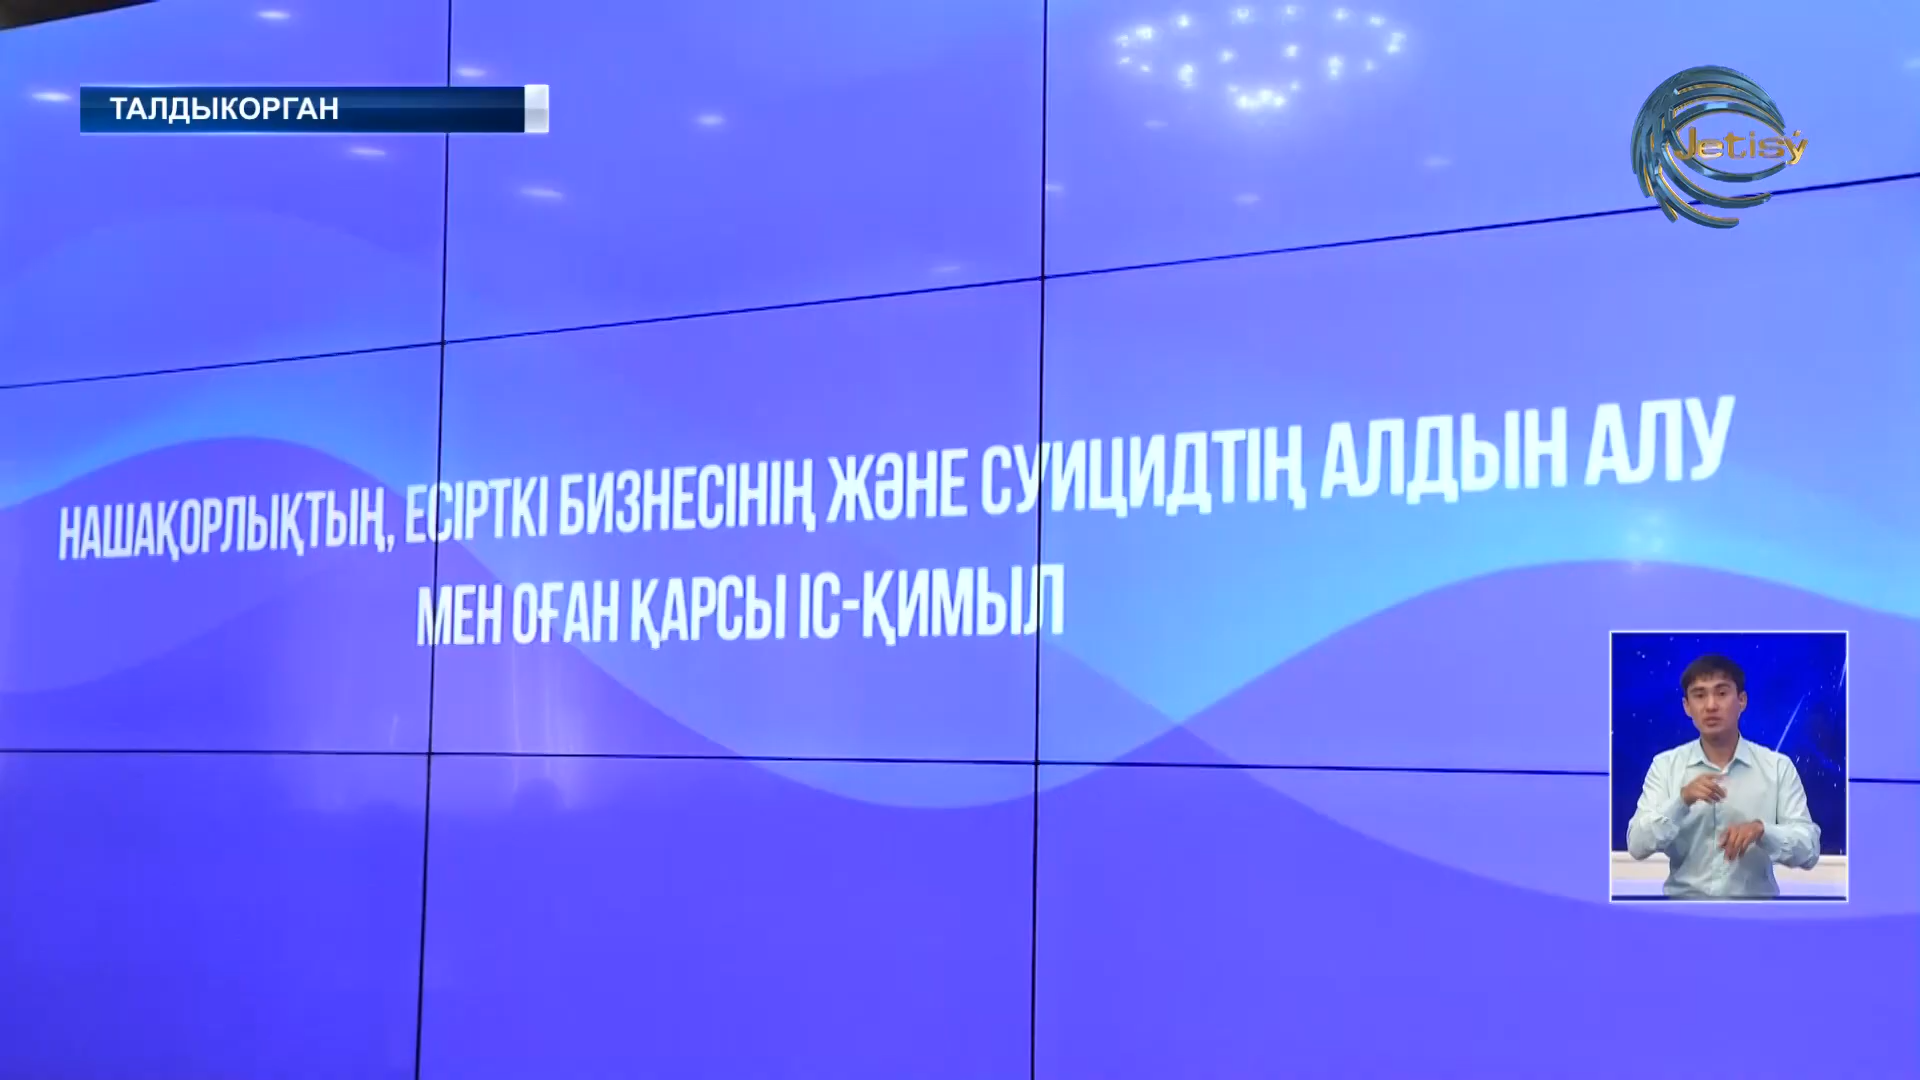 ТАЛДЫКОРГАН
Jetisý
НАШАҚОРЛЫҚТЫҢ, ЕСІРТКІ БИЗНЕСІНІҢ ЖӘНЕ СУИЦИДТІҢ АЛДЫН АЛУ
МЕН ОҒАН ҚАРСЫ ІС-ҚИМЫЛ